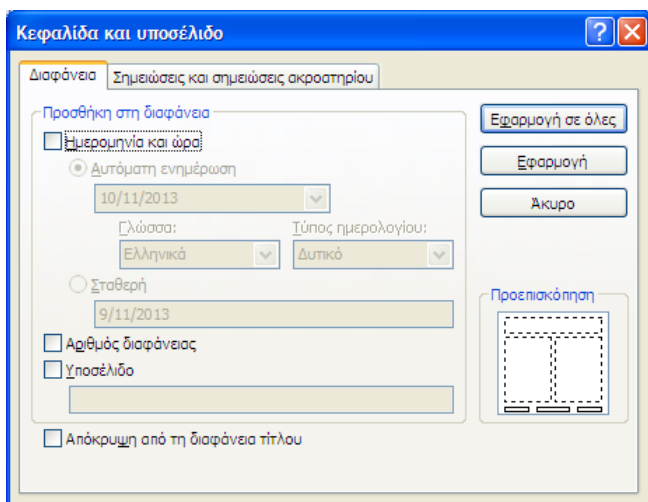 Κεφαλίδα και υποσέλιδο
Διαφάνεια
Σημειώσεις και σημειώσεις ακροατηρίου
Προσθήκη στη διαφάνεια
Ημερομηνία και ώρα
Αυτόματη ενημέρωση
10/11/2013
Γλώσσα:
Τύπος ημερολογίου:
Ελληνικά
Δυτικό
Σταθερή
9/11/2013
Αριθμός διαφάνειας
Υποσέλιδο
Απόκρυψη από τη διαφάνεια τίτλου
Εφαρμογή σε όλες
Εφαρμογή
Άκυρο
Προεπισκόπηση